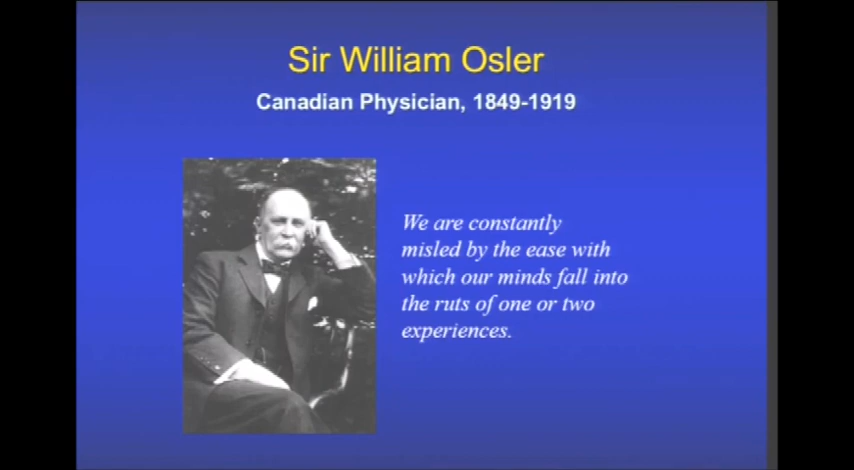 Sir William Osler
Canadian Physician, 1849-1919
We are constantly
misled by the ease with
which our minds fall into
the ruts of one or two
experiences.